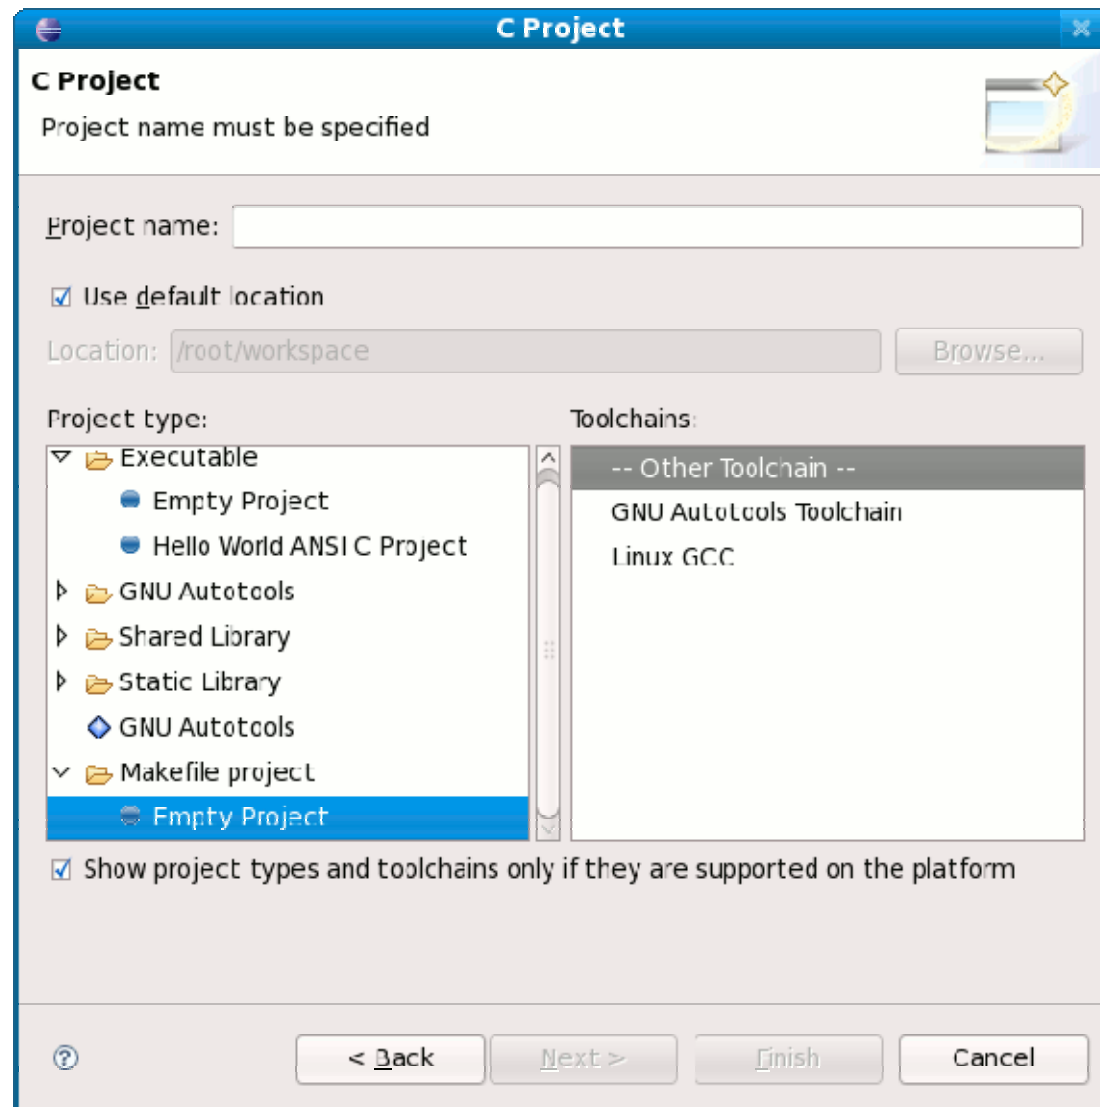 C Project
C Project
Project name must be specified
Project name:
Use default location
Location: /root/workspace Browse...
Project type: Toolchains:
Executable
Empty Project
Hello World ANSI C Project
GNU Autotools
Shared Library
Static Library
GNU Autotools
Makefile project
Empty Project
-- Other Toolchain --
GNU Autotools Toolchain
Linux GCC
Show project types and toolchains only if they are supported on the platform
? < Back Next > Finish Cancel